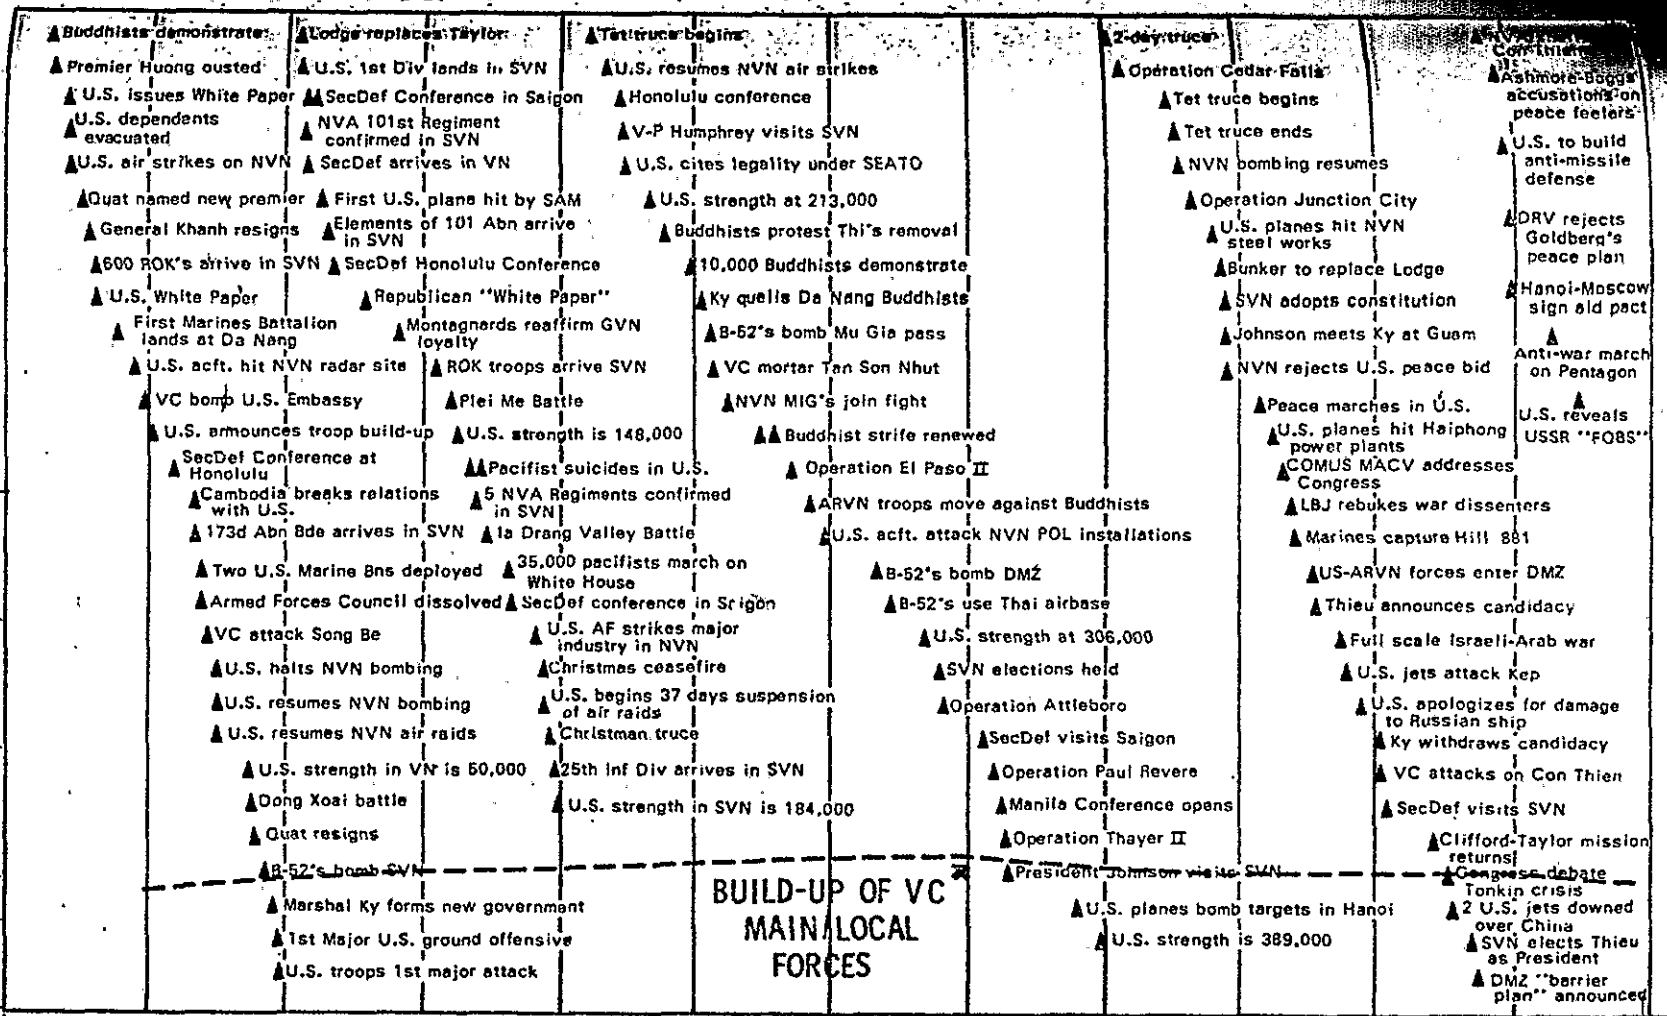 Buddhists demonstrate
Premier Huong ousted
U.S. issues White Paper
U.S. dependents
evacuated
U.S. air strikes on NVN
Quat named new premier
General Khanh resigns
600 ROK's arrive in SVN
U.S. White Paper
First Marines Battalion
lands at Da Nang
U.S. acft. hit NVN radar site
VC bomb U.S. Embassy
U.S. announces troop build-up
SecDef Conference at
Honolulu
Cambodia breaks relations
with U.S.
173d Abn Bde arrives in SVN
Two U.S. Marine Bns deployed
Armed Forces Council dissolved
VC attack Song Be
U.S. halts NVN bombing
U.S. resumes NVN bombing
U.S. resumes NVN air raids
U.S. strength in VN is 50,000
Dong Xoai battle
Quat resigns
B-52's bomb SVN
Marshal Ky forms new government
1st Major U.S. ground offensive
U.S. troops 1st major attack
Lodge replaces Taylor
U.S. 1st Div lands in SVN
SecDef Conference in Saigon
NVA 101st Regiment
confirmed in SVN
SecDef arrives in VN
First U.S. plane hit by SAM
Elements of 101 Abn arrive
in SVN
SecDef Honolulu Conference
Republican "White Paper"
Montagnards reaffirm GVN
loyalty
ROK troops arrive SVN
Plei Me Battle
U.S. strength is 148,000
Pacifist suicides in U.S.
5 NVA Regiments confirmed
in SVN
Ia Drang Valley Battle
35,000 pacifists march on
White House
SecDef conference in Saigon
U.S. AF strikes major
industry in NVN
Christmas ceasefire
U.S. begins 37 days suspension
of air raids
Christman truce
25th Inf Div arrives in SVN
U.S. strength in SVN is 184,000
Tet truce begins
U.S. resumes NVN air strikes
Honolulu conference
V-P Humphrey visits SVN
U.S. cites legality under SEATO
U.S. strength at 213,000
Buddhists protest Thi's removal
10,000 Buddhists demonstrate
Ky quells Da Nang Buddhists
B-52's bomb Mu Gia pass
VC mortar Tan Son Nhut
NVN MIG's join fight
Buddhist strife renewed
Operation El Paso II
ARVN troops move against Buddhists
U.S. acft. attack NVN POL installations
B-52's bomb DMZ
B-52's use Thai airbase
U.S. strength at 306,000
SVN elections held
Operation Attleboro
SecDef visits Saigon
Operation Paul Revere
Manila Conference opens
Operation Thayer II
President Johnson visits SVN
U.S. planes bomb targets in Hanoi
U.S. strength is 389,000
BUILD-UP OF VC
MAIN/LOCAL
FORCES
2-day truce
Operation Cedar Falls
Tet truce begins
Tet truce ends
NVN bombing resumes
Operation Junction City
U.S. planes hit NVN
steel works
Bunker to replace Lodge
SVN adopts constitution
Johnson meets Ky at Guam
NVN rejects U.S. peace bid
Peace marches in U.S.
U.S. planes hit Haiphong
power plants
COMUS MACV addresses
Congress
LBJ rebukes war dissenters
Marines capture Hill 881
US-ARVN forces enter DMZ
Thieu announces candidacy
Full scale Israeli-Arab war
U.S. jets attack Kep
U.S. apologizes for damage
to Russian ship
Ky withdraws candidacy
VC attacks on Con Thien
SecDef visits SVN
Clifford-Taylor mission
returns
Congress debate
Tonkin crisis
2 U.S. jets downed
over China
SVN elects Thieu
as President
DMZ "barrier
plan" announced
Con Thien
Ashmore-Boggs
accusations on
peace feelers
U.S. to build
anti-missile
defense
DRV rejects
Goldberg's
peace plan
Hanoi-Moscow
sign aid pact
Anti-war march
on Pentagon
U.S. reveals
USSR "FOBS"